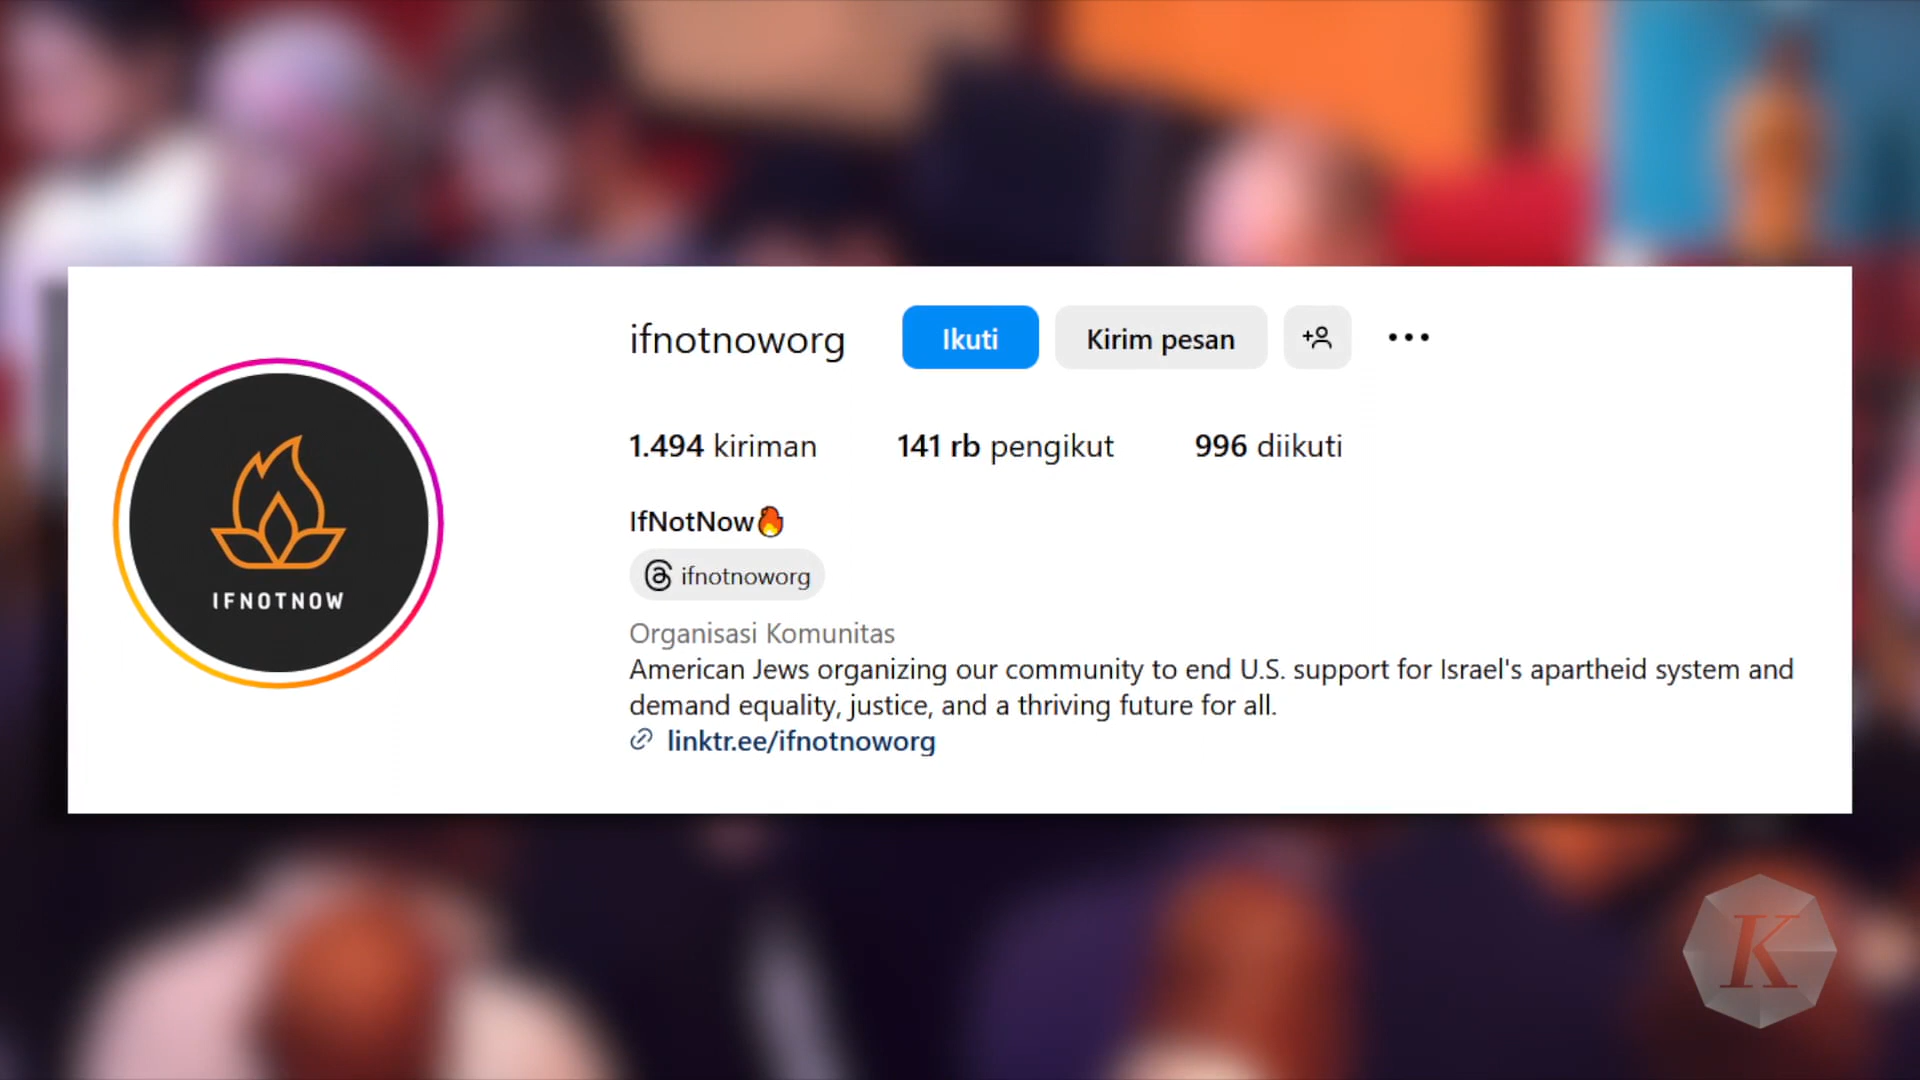 ifnotnoworg Ikuti Kirim pesan
1.494 kiriman 141 rb pengikut 996 diikuti
IfNotNow🔥
ifnotnoworg
Organisasi Komunitas
American Jews organizing our community to end U.S. support for Israel's apartheid system and
demand equality, justice, and a thriving future for all.
linktr.ee/ifnotnoworg
IFNOTNOW
K